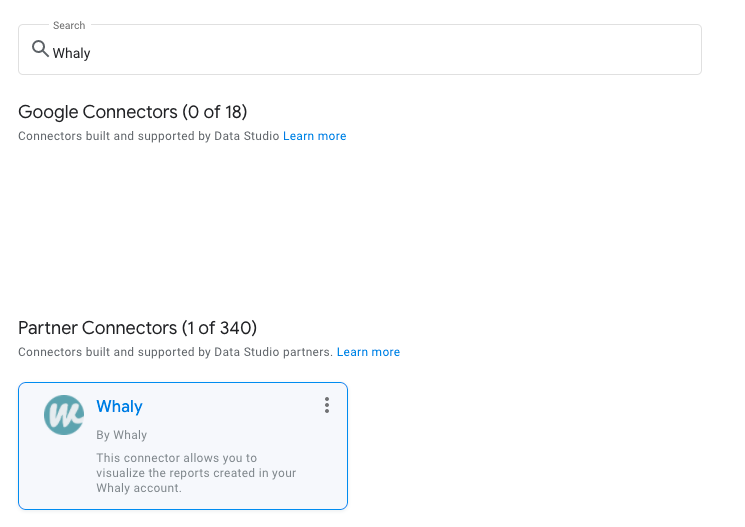 Search
Whaly
Google Connectors (0 of 18)
Connectors built and supported by Data Studio Learn more
Partner Connectors (1 of 340)
Connectors built and supported by Data Studio partners. Learn more
Whaly
By Whaly
This connector allows you to
visualize the reports created in your
Whaly account.